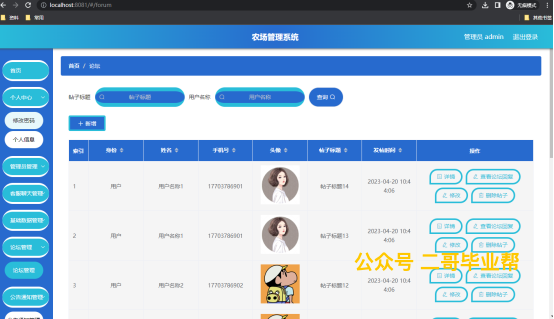 localhost:8081/#/forum
无痕模式
资料 常用
其他书签
农场管理系统
管理员 admin 退出登录
首页
个人中心
修改密码
个人信息
管理员管理
客服聊天管理
基础数据管理
论坛管理
论坛管理
公告通知管理
首页 / 论坛
帖子标题 帖子标题 用户名称 用户名称 查询
+ 新增
索引 身份 姓名 手机号 头像 帖子标题 发帖时间 操作
1 用户 用户名称1 17703786901 帖子标题14 2023-04-20 10:44:06 详情 查看论坛回复
修改 删除帖子
2 用户 用户名称1 17703786901 帖子标题13 2023-04-20 10:44:06 详情 查看论坛回复
修改 删除帖子
3 用户 用户名称2 17703786902 帖子标题12 2023-04-20 10:44:06 详情 查看论坛回复
修改 删除帖子
公众号 二哥毕业帮